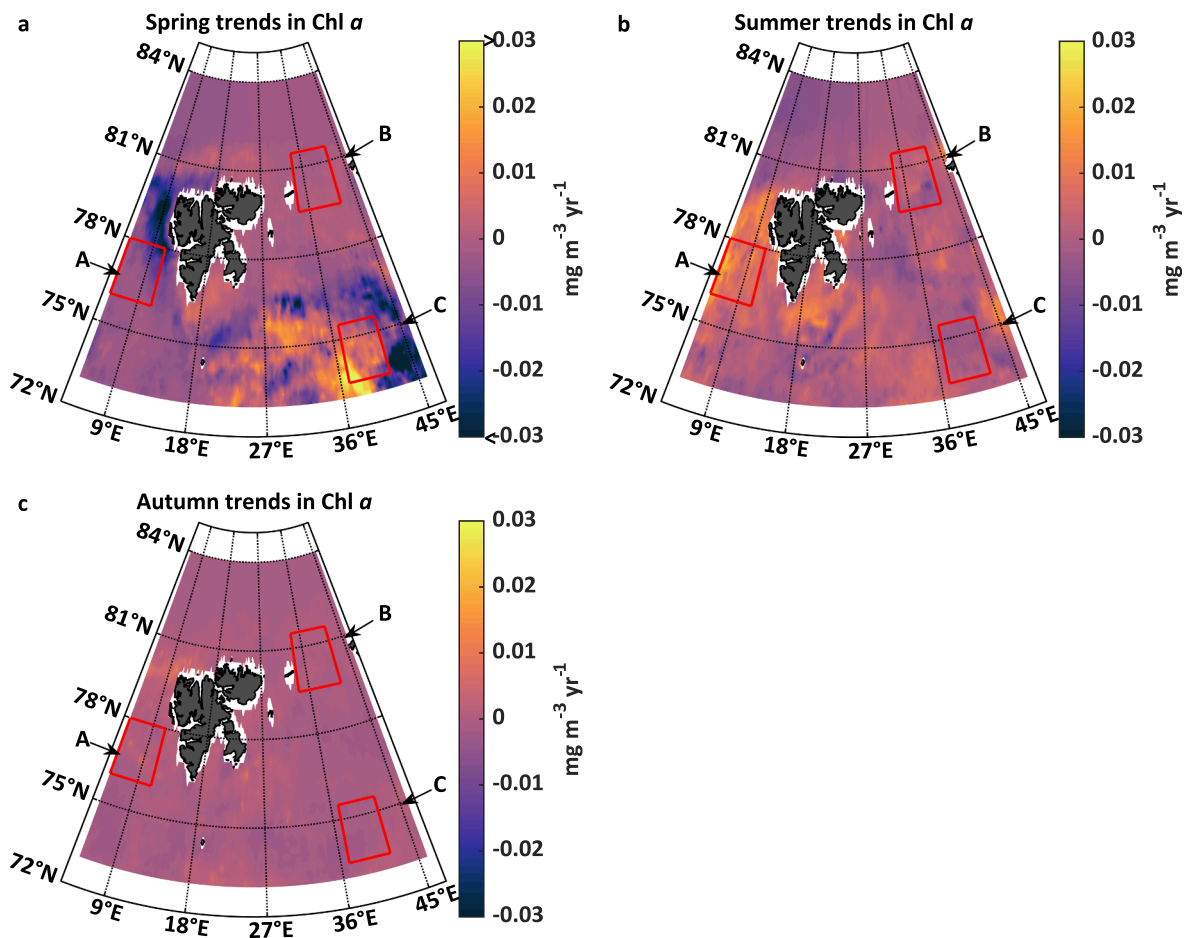 a
Spring trends in Chl a
84°N
81°N
78°N
75°N
72°N
9°E
18°E
27°E
36°E
45°E
A
B
C
>
0.03
0.02
0.01
0
-0.01
-0.02
-0.03
<
mg m⁻³ yr⁻¹
b
Summer trends in Chl a
84°N
81°N
78°N
75°N
72°N
9°E
18°E
27°E
36°E
45°E
A
B
C
0.03
0.02
0.01
0
-0.01
-0.02
-0.03
mg m⁻³ yr⁻¹
c
Autumn trends in Chl a
84°N
81°N
78°N
75°N
72°N
9°E
18°E
27°E
36°E
45°E
A
B
C
0.03
0.02
0.01
0
-0.01
-0.02
-0.03
mg m⁻³ yr⁻¹